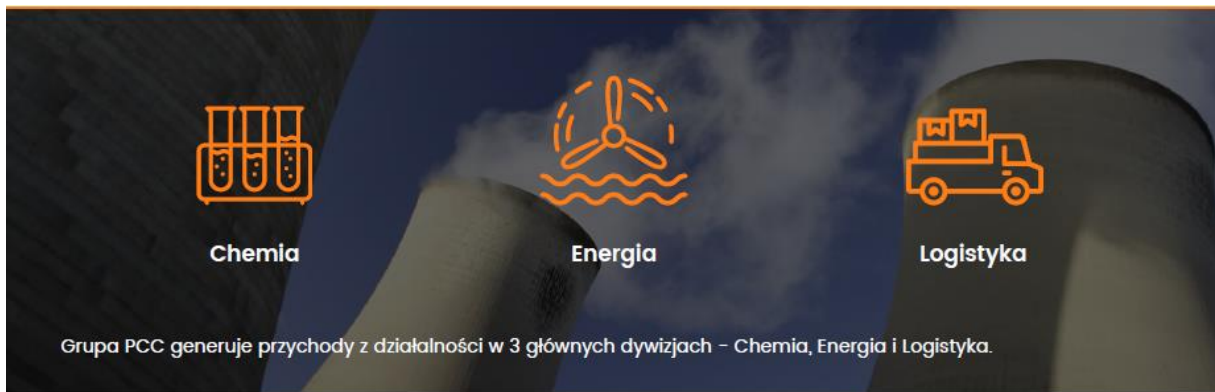 Chemia
Energia
Logistyka
Grupa PCC generuje przychody z działalności w 3 głównych dywizjach - Chemia, Energia i Logistyka.